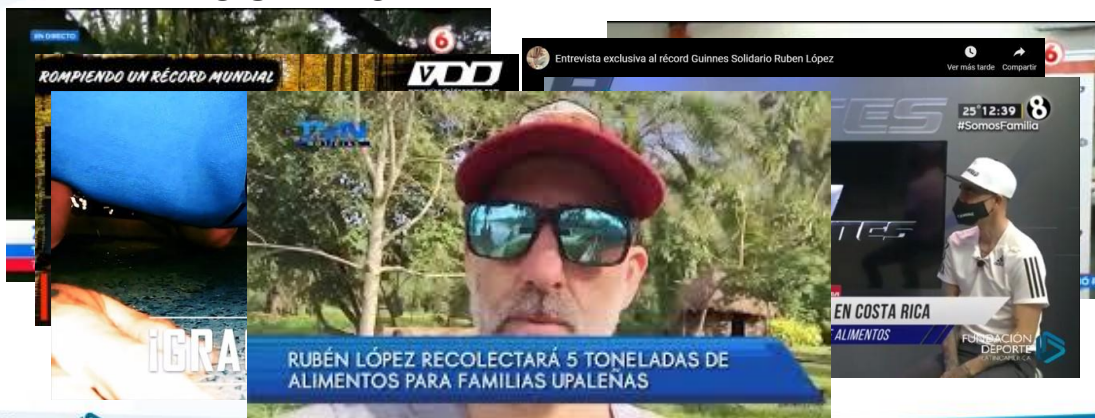 EN DIRECTO
6
ROMPIENDO UN RÉCORD MUNDIAL
VDD
Entrevista exclusiva al récord Guinnes Solidario Ruben López
Ver más tarde
Compartir
25° 12:39
8
#SomosFamilia
EN COSTA RICA
ALIMENTOS
FUNDACIÓN
DEPORTE
LATINOAMÉRICA
¡GRA
RUBÉN LÓPEZ RECOLECTARÁ 5 TONELADAS DE
ALIMENTOS PARA FAMILIAS UPALEÑAS